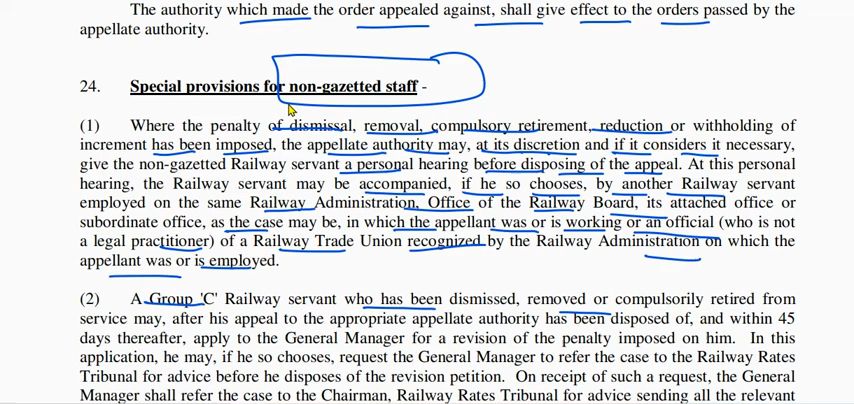 The authority which made the order appealed against, shall give effect to the orders passed by the
appellate authority.
24. Special provisions for non-gazetted staff -
(1) Where the penalty of dismissal, removal, compulsory retirement, reduction or withholding of
increment has been imposed, the appellate authority may, at its discretion and if it considers it necessary,
give the non-gazetted Railway servant a personal hearing before disposing of the appeal. At this personal
hearing, the Railway servant may be accompanied, if he so chooses, by another Railway servant
employed on the same Railway Administration, Office of the Railway Board, its attached office or
subordinate office, as the case may be, in which the appellant was or is working or an official (who is not
a legal practitioner) of a Railway Trade Union recognized by the Railway Administration on which the
appellant was or is employed.
(2) A Group 'C' Railway servant who has been dismissed, removed or compulsorily retired from
service may, after his appeal to the appropriate appellate authority has been disposed of, and within 45
days thereafter, apply to the General Manager for a revision of the penalty imposed on him. In this
application, he may, if he so chooses, request the General Manager to refer the case to the Railway Rates
Tribunal for advice before he disposes of the revision petition. On receipt of such a request, the General
Manager shall refer the case to the Chairman, Railway Rates Tribunal for advice sending all the relevant